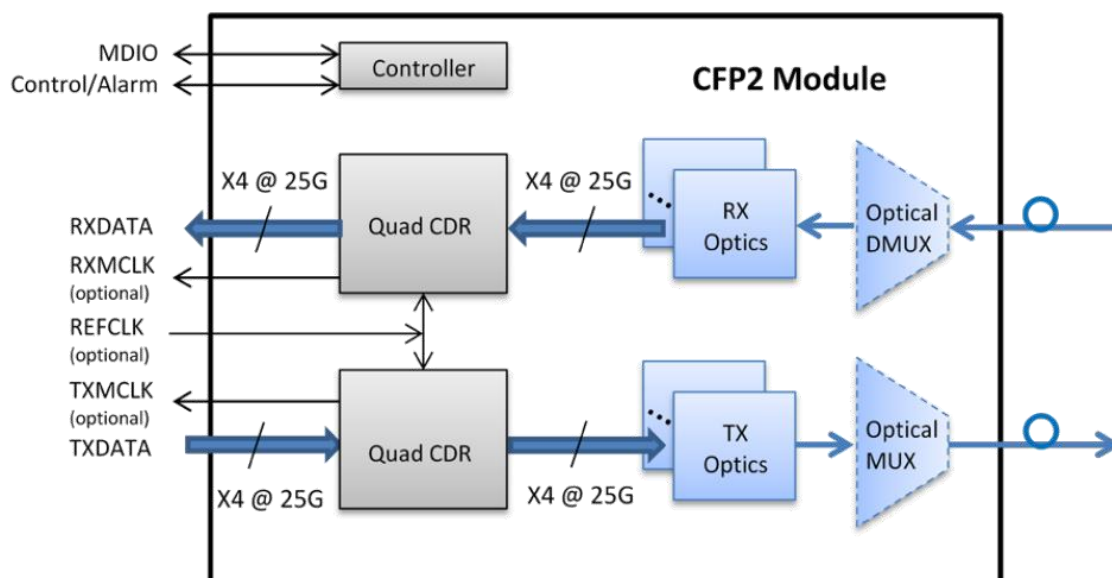 MDIO
Control/Alarm
Controller
CFP2 Module
X4 @ 25G
X4 @ 25G
RXDATA
Quad CDR
RX
Optics
Optical
DMUX
RXMCLK
(optional)
REFCLK
(optional)
TXMCLK
(optional)
TXDATA
Quad CDR
TX
Optics
Optical
MUX
X4 @ 25G
X4 @ 25G